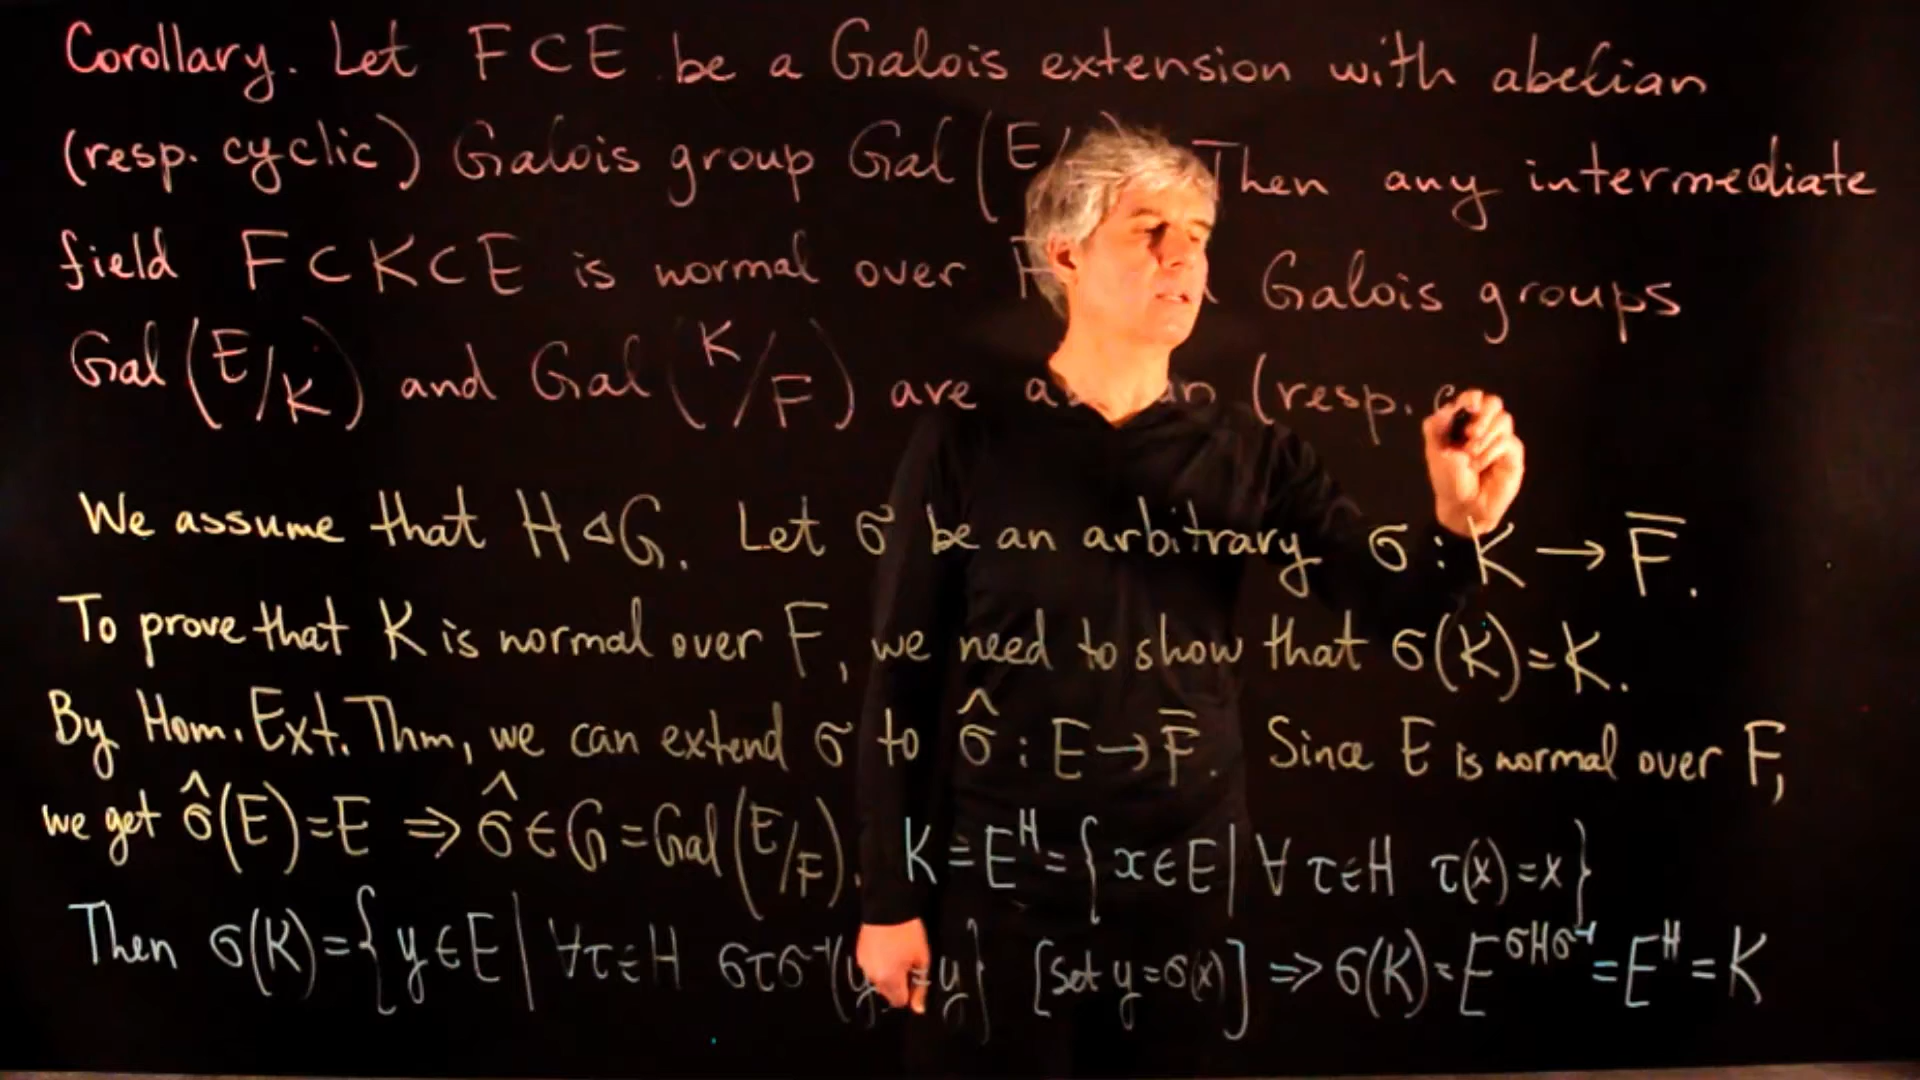 Corollary. Let F ⊂ E be a Galois extension with abelian
(resp. cyclic) Galois group Gal (E/ Then any intermediate
field F ⊂ K ⊂ E is normal over Galois groups
Gal (E/K) and Gal (K/F) are (resp.
We assume that H ◁ G. Let σ be an arbitrary σ : K → F̅.
To prove that K is normal over F, we need to show that σ(K)=K.
By Hom. Ext. Thm, we can extend σ to σ̂ : E → F̅. Since E is normal over F,
we get σ̂(E)=E ⇒ σ̂ ∈ G = Gal (E/F). K = E^H = {x ∈ E | ∀ τ ∈ H τ(x)=x}
Then σ(K) = {y ∈ E | ∀τ ∈ H στσ⁻¹(y)=y} [set y=σ(x)] ⇒ σ(K) = E^{σHσ⁻¹} = E^H = K